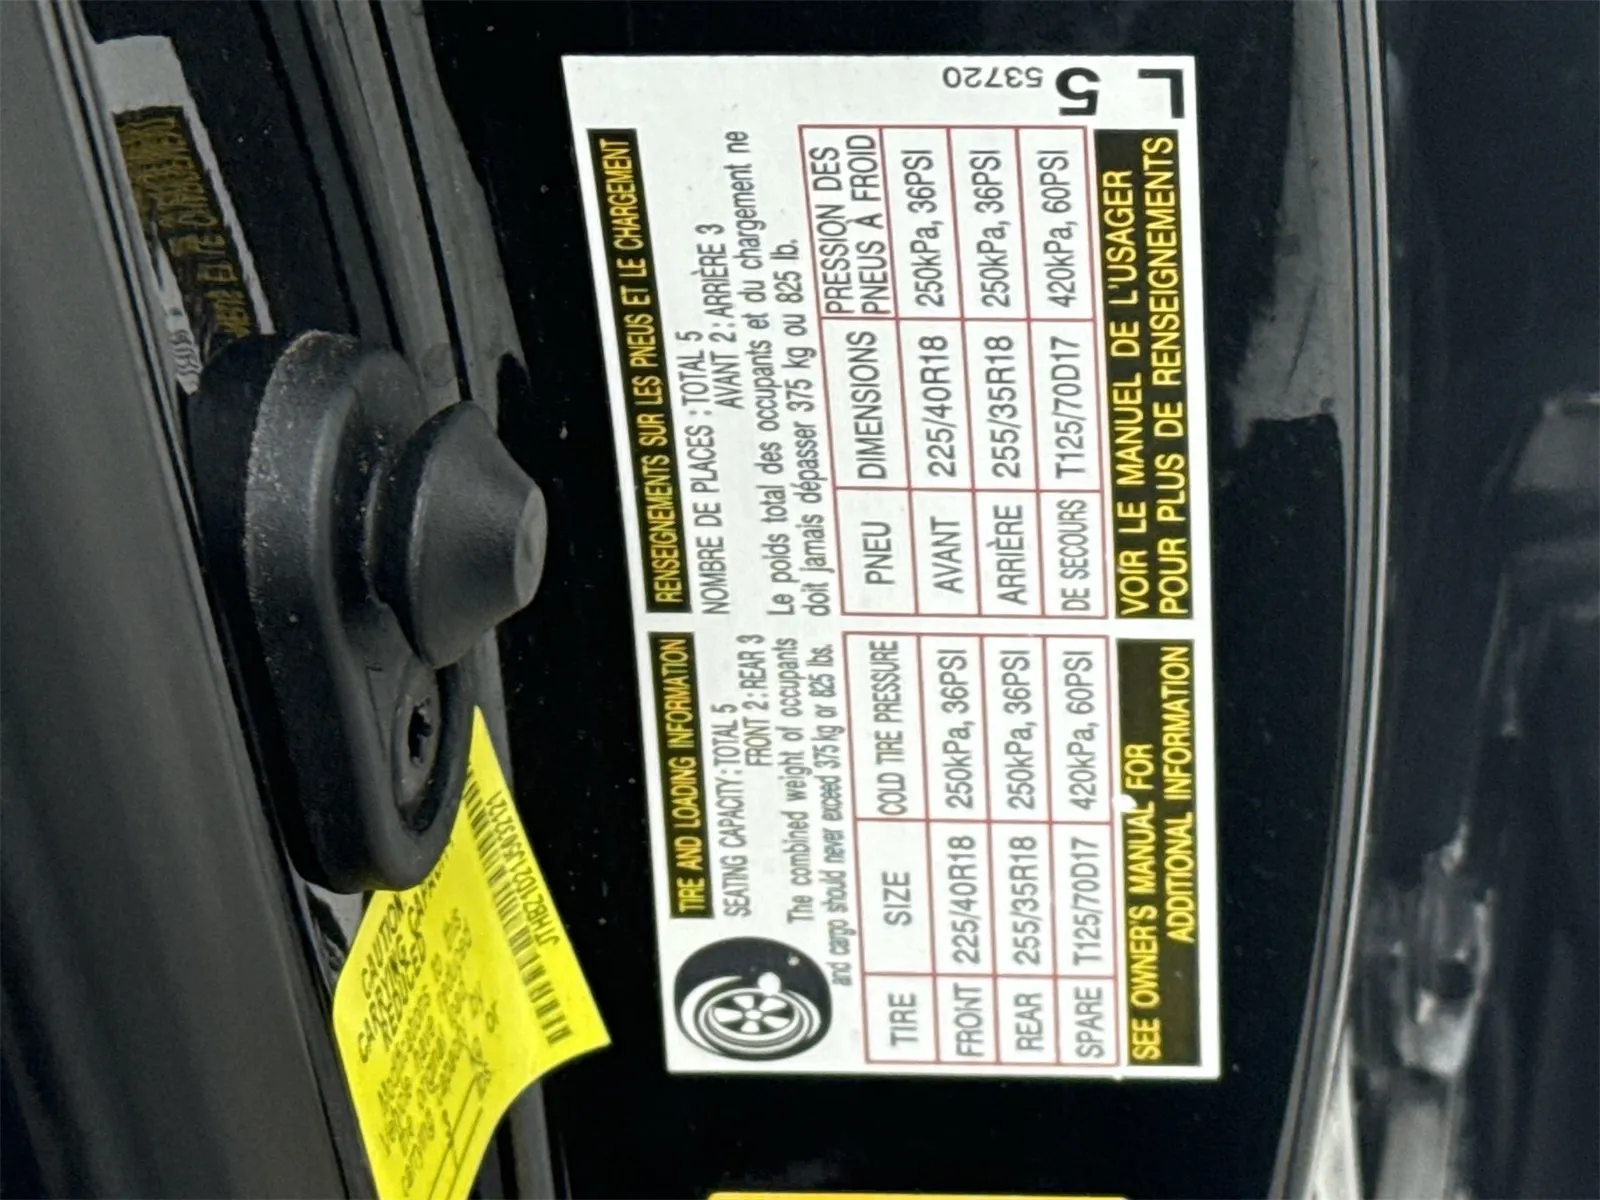 TIRE AND LOADING INFORMATION
SEATING CAPACITY : TOTAL 5
FRONT 2 : REAR 3
The combined weight of occupants
and cargo should never exceed 375 kg or 825 lbs.
TIRE SIZE COLD TIRE PRESSURE
FRONT 225/40R18 250kPa, 36PSI
REAR 255/35R18 250kPa, 36PSI
SPARE T125/70D17 420kPa, 60PSI
SEE OWNER'S MANUAL FOR
ADDITIONAL INFORMATION
RENSEIGNEMENTS SUR LES PNEUS ET LE CHARGEMENT
NOMBRE DE PLACES : TOTAL 5
AVANT 2 : ARRIÈRE 3
Le poids total des occupants et du chargement ne
doit jamais dépasser 375 kg ou 825 lb.
PNEU DIMENSIONS PRESSION DES
PNEUS À FROID
AVANT 225/40R18 250kPa, 36PSI
ARRIÈRE 255/35R18 250kPa, 36PSI
DE SECOURS T125/70D17 420kPa, 60PSI
VOIR LE MANUEL DE L'USAGER
POUR PLUS DE RENSEIGNEMENTS
53720
5
L
CAUTION